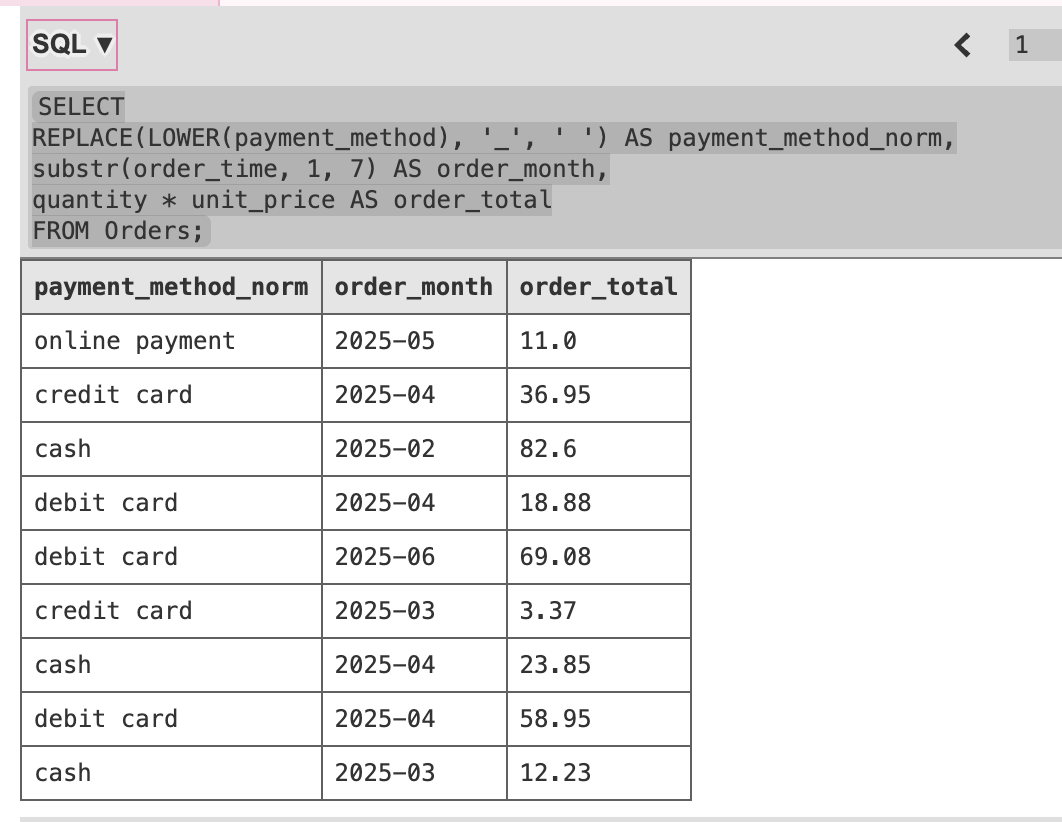 SQL ▼
1
SELECT
REPLACE(LOWER(payment_method), '_', ' ') AS payment_method_norm,
substr(order_time, 1, 7) AS order_month,
quantity * unit_price AS order_total
FROM Orders;
payment_method_norm order_month order_total
online payment 2025-05 11.0
credit card 2025-04 36.95
cash 2025-02 82.6
debit card 2025-04 18.88
debit card 2025-06 69.08
credit card 2025-03 3.37
cash 2025-04 23.85
debit card 2025-04 58.95
cash 2025-03 12.23